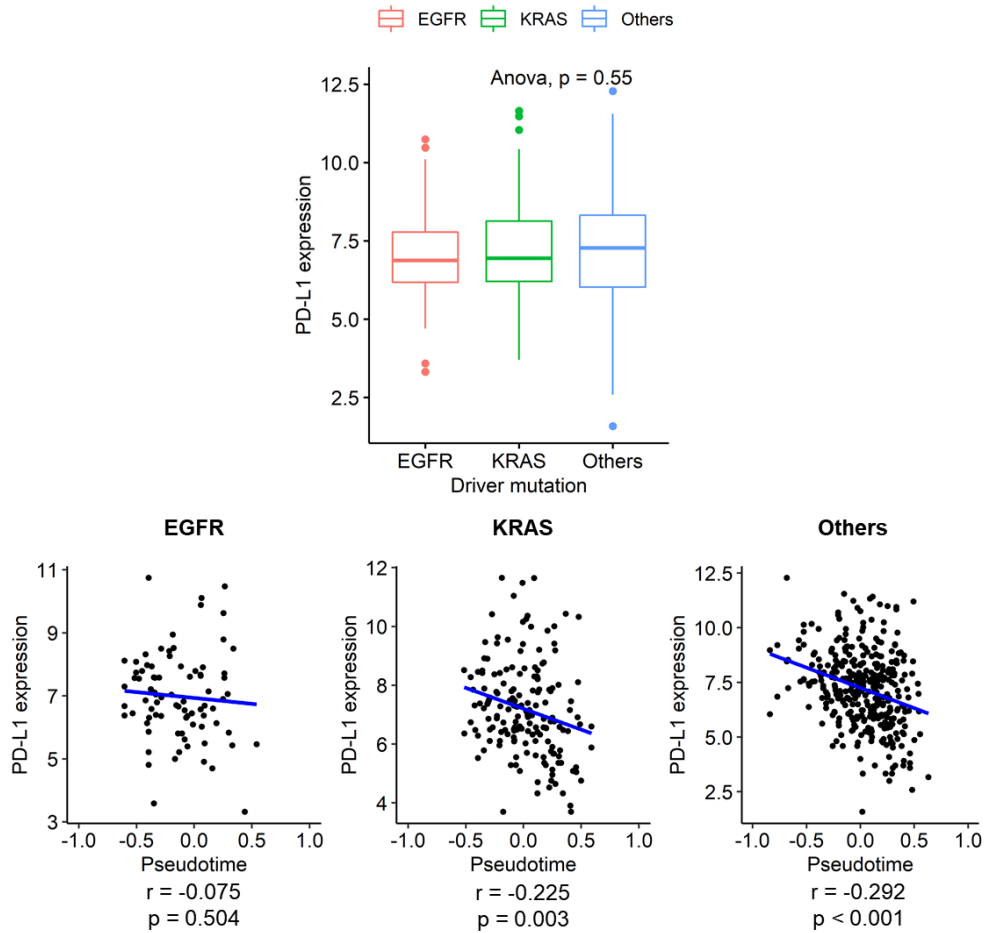 EGFR KRAS Others
Anova, p = 0.55
12.5
10.0
7.5
5.0
2.5
PD-L1 expression
EGFR KRAS Others
Driver mutation
EGFR
11
9
7
5
3
PD-L1 expression
-1.0 -0.5 0.0 0.5 1.0
Pseudotime
r = -0.075
p = 0.504
KRAS
12
10
8
6
4
PD-L1 expression
-1.0 -0.5 0.0 0.5 1.0
Pseudotime
r = -0.225
p = 0.003
Others
12.5
10.0
7.5
5.0
2.5
PD-L1 expression
-1.0 -0.5 0.0 0.5 1.0
Pseudotime
r = -0.292
p < 0.001